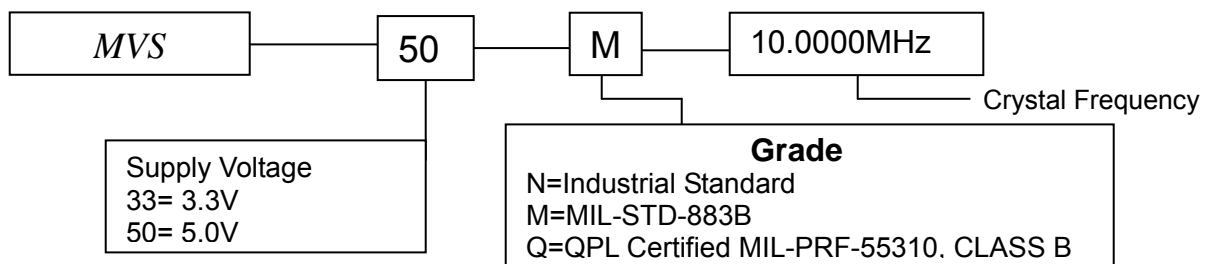 MVS 50 M 10.0000MHz
Crystal Frequency
Supply Voltage
33= 3.3V
50= 5.0V
Grade
N=Industrial Standard
M=MIL-STD-883B
Q=QPL Certified MIL-PRF-55310, CLASS B